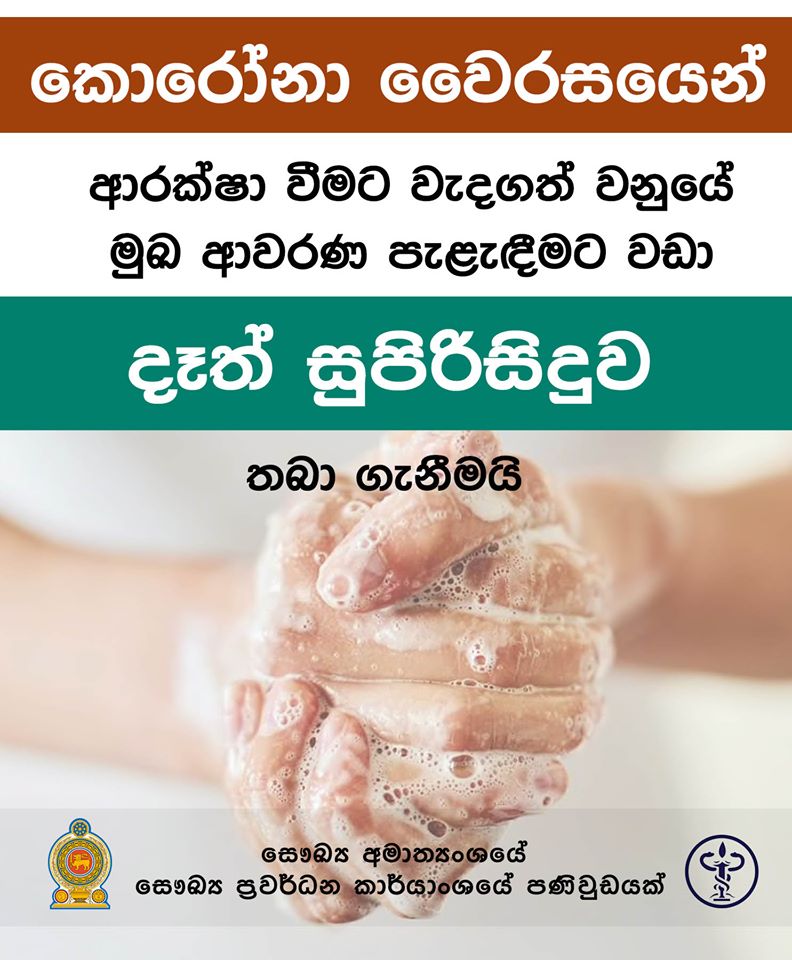 කොරෝනා වෛරසයෙන්
ආරක්ෂා වීමට වැදගත් වනුයේ
මුඛ ආවරණ පැළැඳීමට වඩා
දෑත් සුපිරිසිදුව
තබා ගැනීමයි
සෞඛ්‍ය අමාත්‍යංශයේ
සෞඛ්‍ය ප්‍රවර්ධන කාර්යාංශයේ පණිවුඩයක්